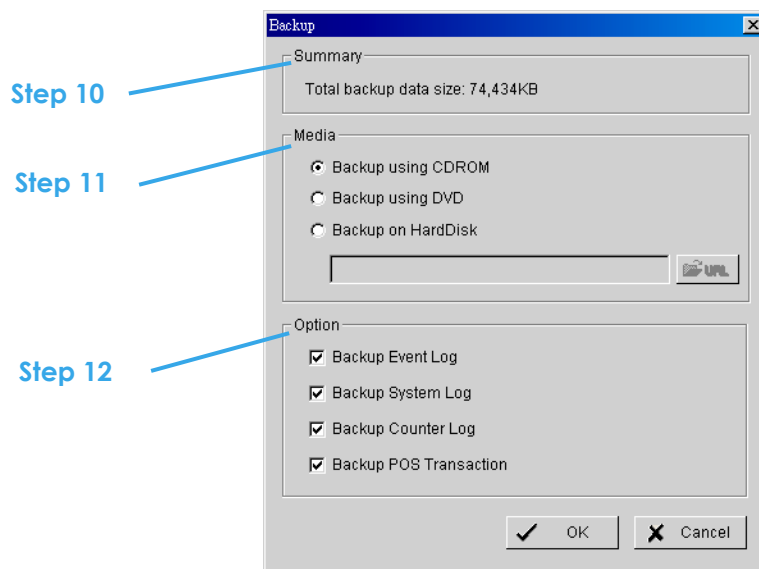 Backup
Summary
Step 10
Total backup data size: 74,434KB
Media
Backup using CDROM
Step 11
Backup using DVD
Backup on HardDisk
URL
Option
Backup Event Log
Step 12
Backup System Log
Backup Counter Log
Backup POS Transaction
OK
Cancel